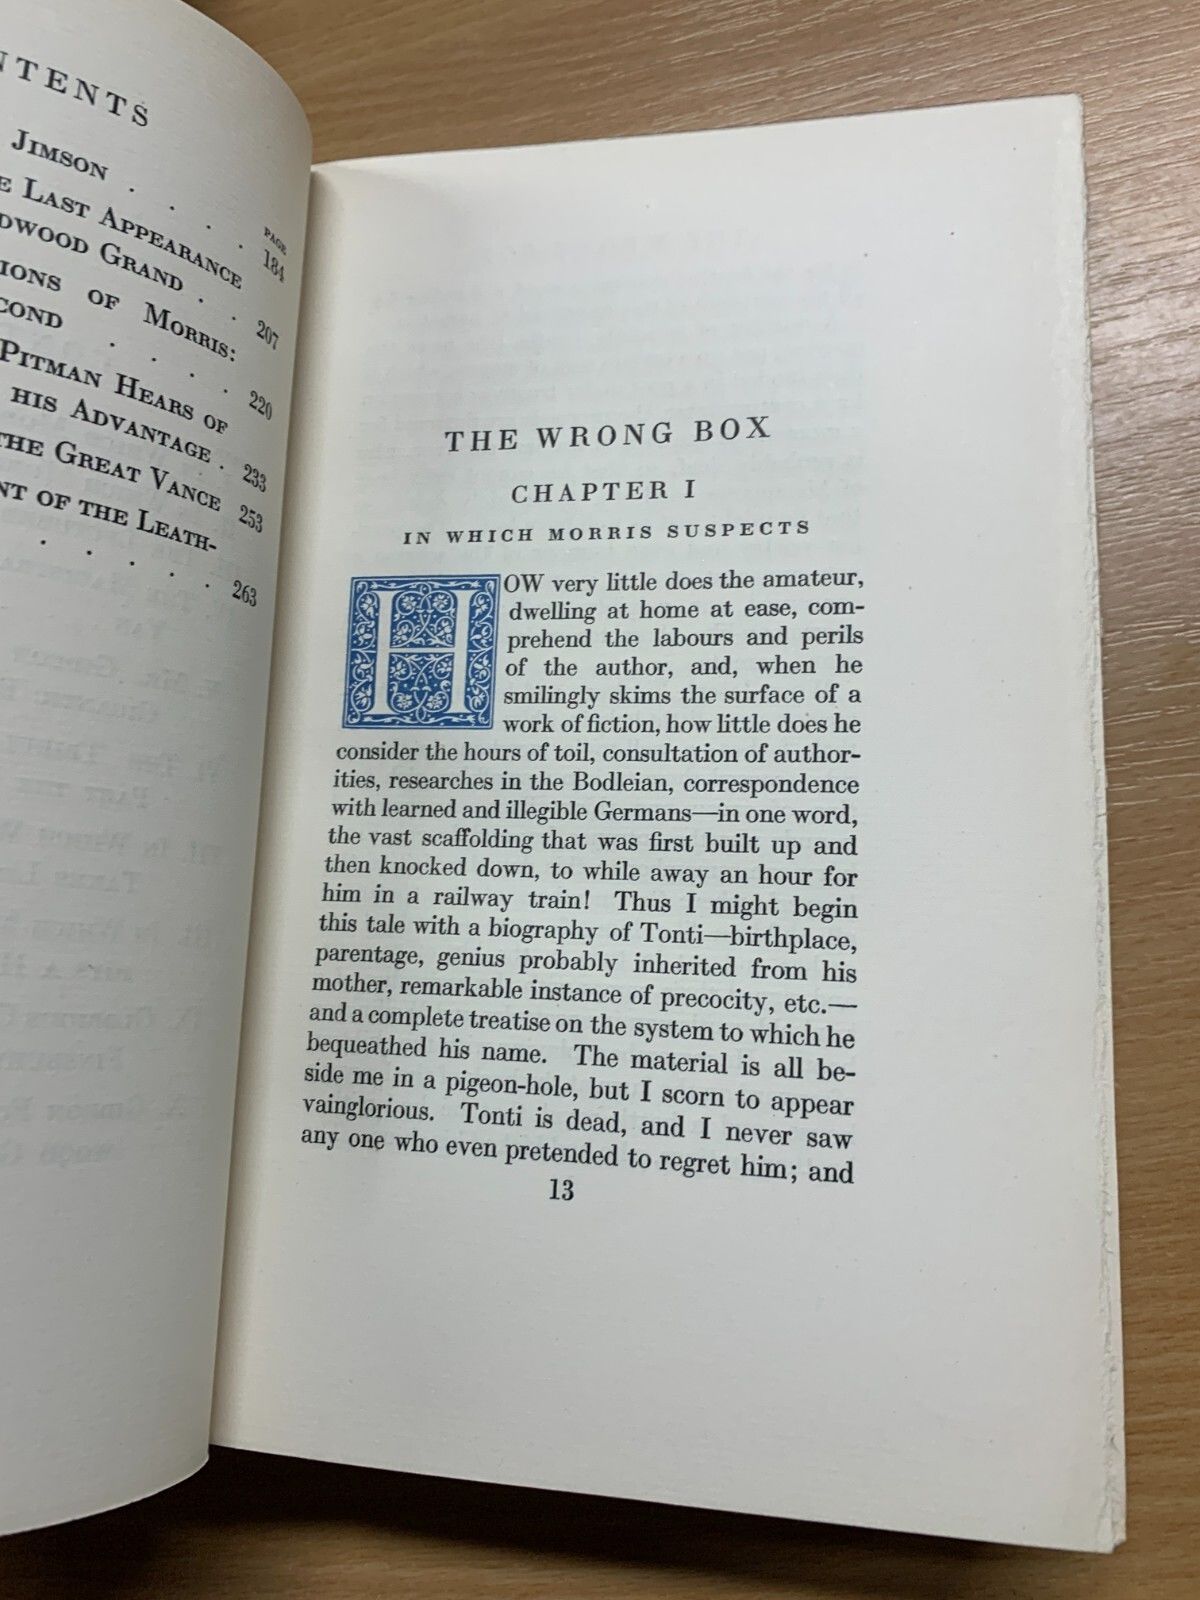 NTENTS
PAGE
JIMSON . . . . 184
E LAST APPEARANCE
DWOOD GRAND . . 207
IONS OF MORRIS:
COND . . . . 220
PITMAN HEARS OF
HIS ADVANTAGE . 233
THE GREAT VANCE 253
NT OF THE LEATH-
. . . . . 263
THE WRONG BOX
CHAPTER I
IN WHICH MORRIS SUSPECTS
HOW very little does the amateur,
dwelling at home at ease, com-
prehend the labours and perils
of the author, and, when he
smilingly skims the surface of a
work of fiction, how little does he
consider the hours of toil, consultation of author-
ities, researches in the Bodleian, correspondence
with learned and illegible Germans—in one word,
the vast scaffolding that was first built up and
then knocked down, to while away an hour for
him in a railway train! Thus I might begin
this tale with a biography of Tonti—birthplace,
parentage, genius probably inherited from his
mother, remarkable instance of precocity, etc.—
and a complete treatise on the system to which he
bequeathed his name. The material is all be-
side me in a pigeon-hole, but I scorn to appear
vainglorious. Tonti is dead, and I never saw
any one who even pretended to regret him; and
13